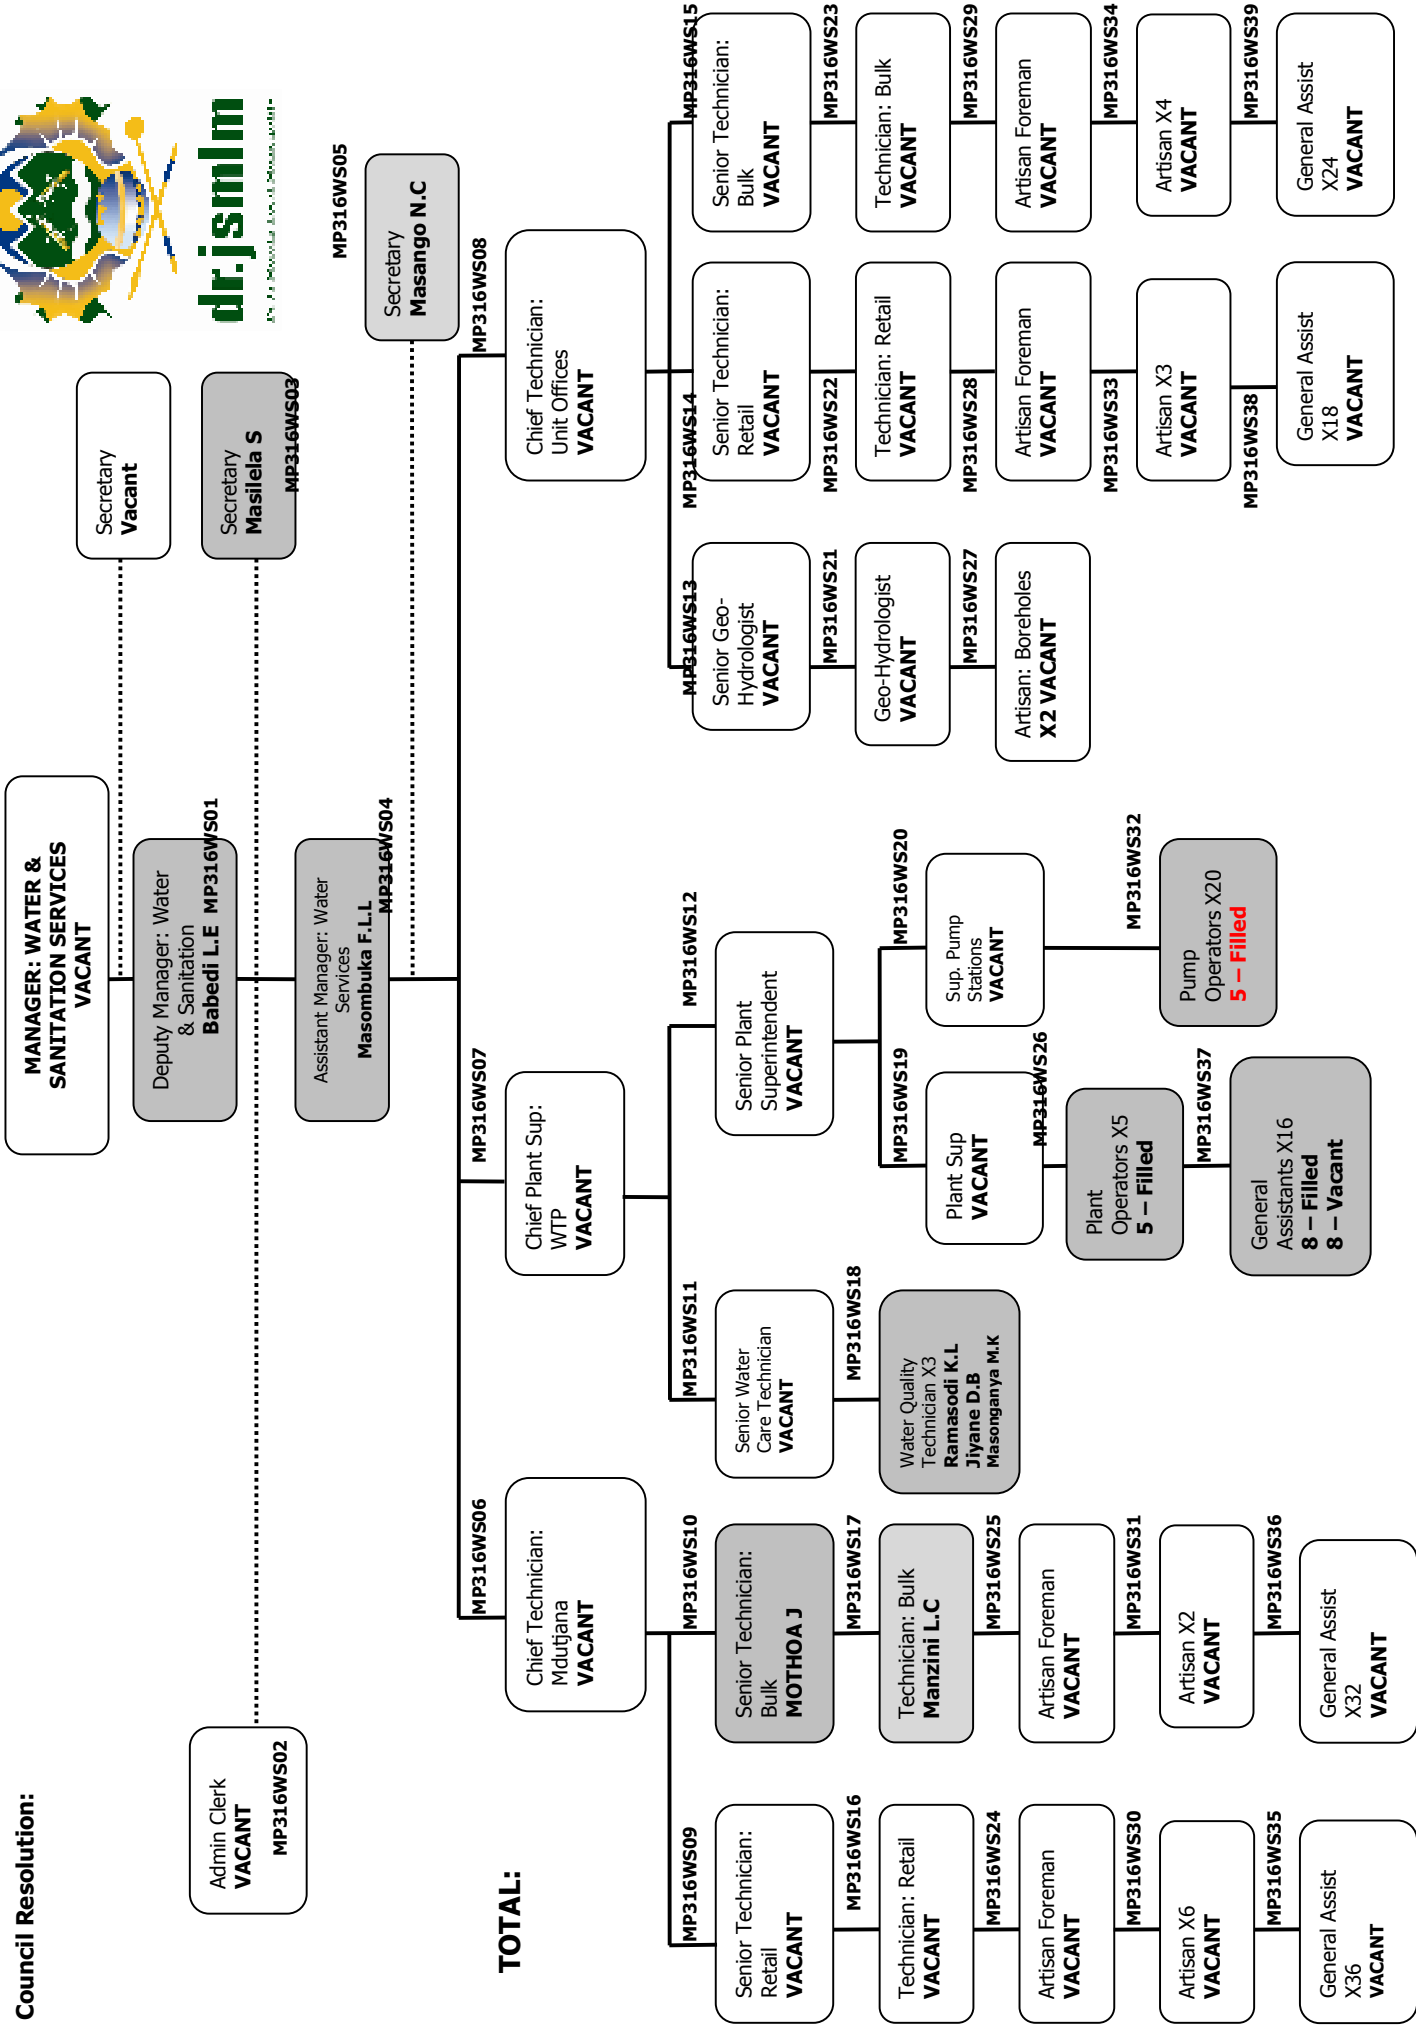 Council Resolution:
dr.jsmlm
MANAGER: WATER &
SANITATION SERVICES
VACANT
Secretary
Vacant
Deputy Manager: Water
& Sanitation
Babedi L.E MP316WS01
Admin Clerk
VACANT
MP316WS02
Secretary
Masilela S
MP316WS03
Assistant Manager: Water
Services
Masombuka F.L.L
MP316WS04
MP316WS05
Secretary
Masango N.C
MP316WS06
Chief Technician:
Mdutjana
VACANT
MP316WS07
Chief Plant Sup:
WTP
VACANT
MP316WS08
Chief Technician:
Unit Offices
VACANT
TOTAL:
MP316WS09
Senior Technician:
Retail
VACANT
MP316WS10
Senior Technician:
Bulk
MOTHOA J
MP316WS11
Senior Water
Care Technician
VACANT
MP316WS12
Senior Plant
Superintendent
VACANT
MP316WS13
Senior Geo-
Hydrologist
VACANT
MP316WS14
Senior Technician:
Retail
VACANT
MP316WS15
Senior Technician:
Bulk
VACANT
MP316WS16
Technician: Retail
VACANT
MP316WS17
Technician: Bulk
Manzini L.C
MP316WS18
Water Quality
Technician X3
Ramasodi K.L
Jiyane D.B
Masonganya M.K
MP316WS19
Plant Sup
VACANT
MP316WS20
Sup. Pump
Stations
VACANT
MP316WS21
Geo-Hydrologist
VACANT
MP316WS22
Technician: Retail
VACANT
MP316WS23
Technician: Bulk
VACANT
MP316WS24
Artisan Foreman
VACANT
MP316WS25
Artisan Foreman
VACANT
MP316WS26
Plant
Operators X5
5 – Filled
MP316WS27
Artisan: Boreholes
X2 VACANT
MP316WS28
Artisan Foreman
VACANT
MP316WS29
Artisan Foreman
VACANT
MP316WS30
Artisan X6
VACANT
MP316WS31
Artisan X2
VACANT
MP316WS32
Pump
Operators X20
5 – Filled
MP316WS33
Artisan X3
VACANT
MP316WS34
Artisan X4
VACANT
MP316WS35
General Assist
X36
VACANT
MP316WS36
General Assist
X32
VACANT
MP316WS37
General
Assistants X16
8 – Filled
8 – Vacant
MP316WS38
General Assist
X18
VACANT
MP316WS39
General Assist
X24
VACANT